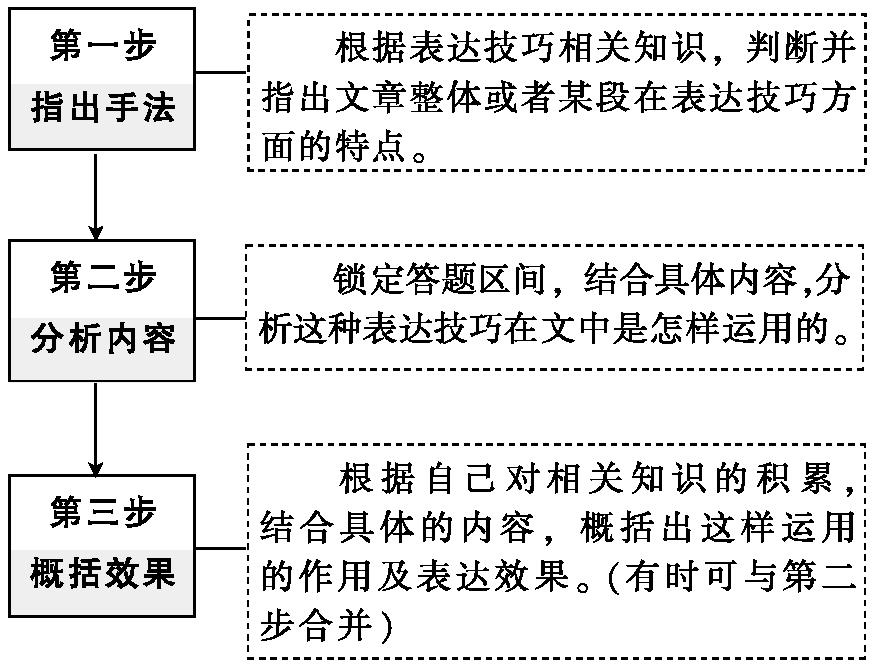 第一步
指出手法
根据表达技巧相关知识，判断并
指出文章整体或者某段在表达技巧方
面的特点。
第二步
分析内容
锁定答题区间，结合具体内容,分
析这种表达技巧在文中是怎样运用的。
第三步
概括效果
根据自己对相关知识的积累，
结合具体的内容，概括出这样运用
的作用及表达效果。(有时可与第二
步合并)